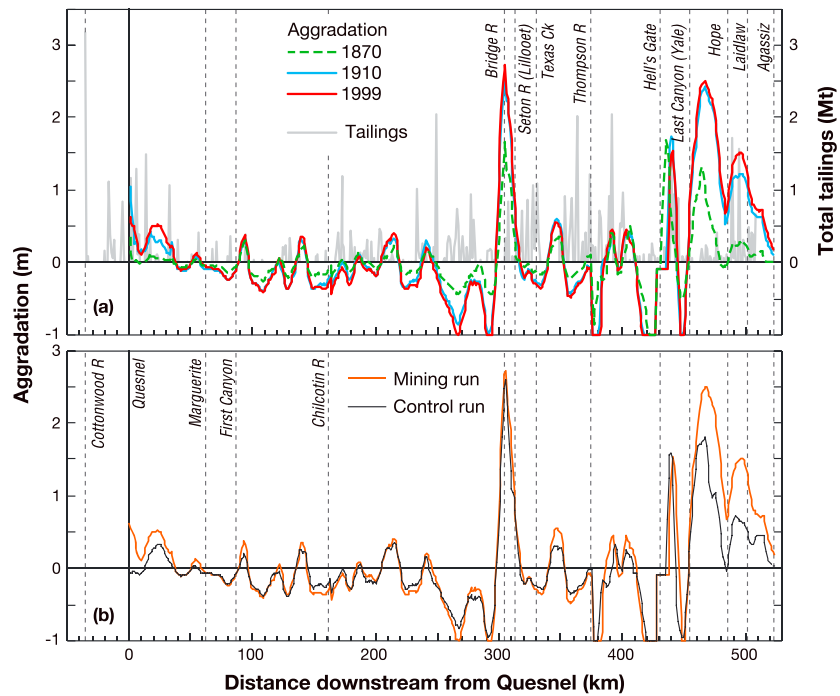 Aggradation
1870
1910
1999
Tailings
Bridge R
Seton R (Lillooet)
Texas Ck
Thompson R
Hell's Gate
Last Canyon (Yale)
Hope
Laidlaw
Agassiz
3
2
1
0
-1
3
2
1
0
Total tailings (Mt)
(a)
Aggradation (m)
Cottonwood R
Quesnel
Marguerite
First Canyon
Chilcotin R
Mining run
Control run
3
2
1
0
-1
(b)
0
100
200
300
400
500
Distance downstream from Quesnel (km)